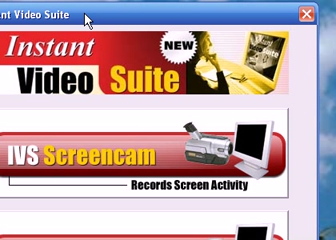 nt Video Suite
Instant
NEW
Video Suite
IVS Screencam
Records Screen Activity